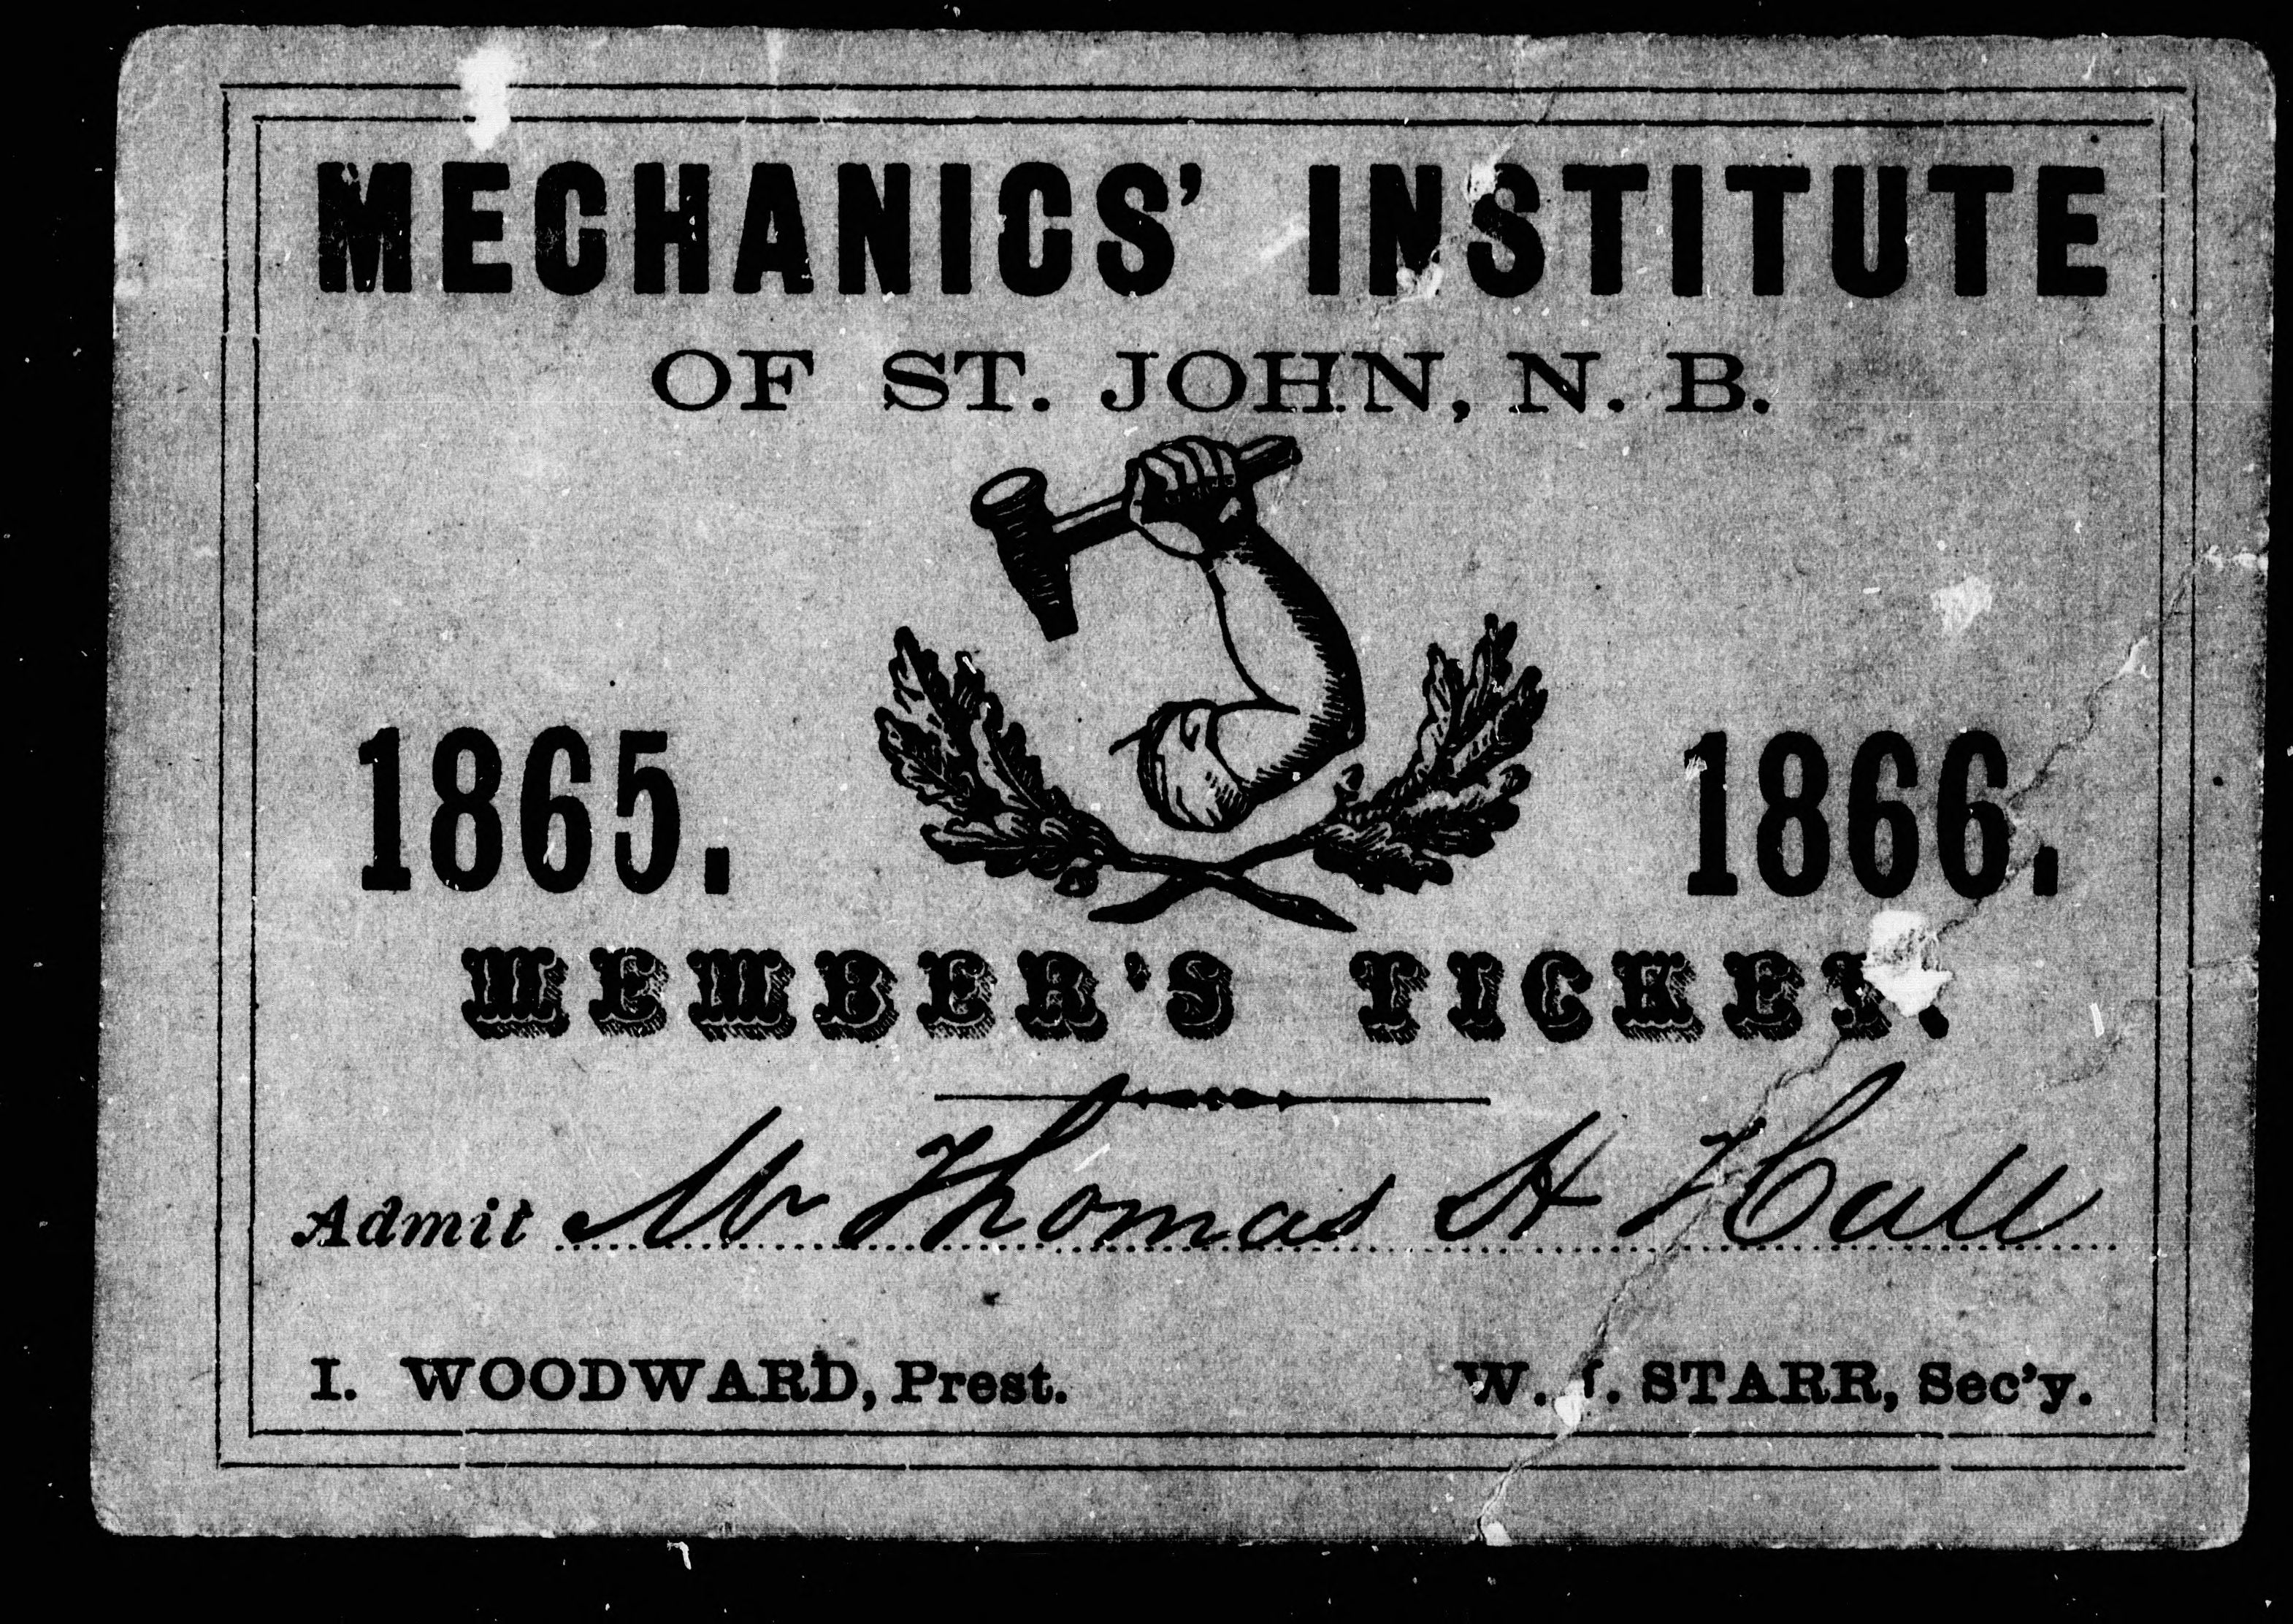 MECHANICS' INSTITUTE
OF ST. JOHN, N. B.
1865. 1866.
MEMBER'S TICKET.
Admit Mr Thomas H Hall
I. WOODWARD, Prest. W. STARR, Sec'y.